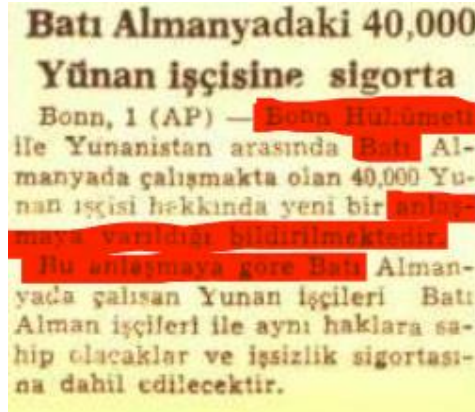 Batı Almanyadaki 40,000
Yünan işçisine sigorta
Bonn, 1 (AP) — Bonn Hükümeti
ile Yunanistan arasında Batı Al-
manyada çalışmakta olan 40,000 Yu-
nan işçisi hakkında yeni bir anlaş-
maya varıldığı bildirilmektedir.
Bu anlaşmaya göre Batı Alman-
yada çalısan Yunan işçileri Batı
Alman işçileri ile aynı haklara sa-
hip olacaklar ve işsizlik sigortası-
na dahil edilecektir.